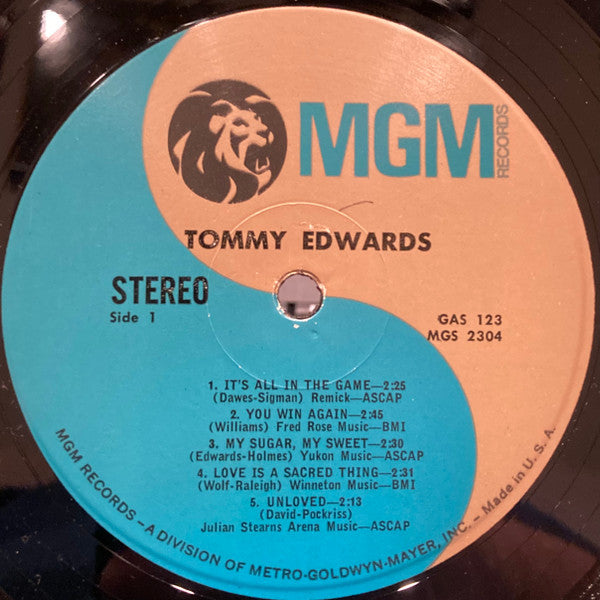 MGM
RECORDS
TOMMY EDWARDS
STEREO
Side 1
GAS 123
MGS 2304
1. IT'S ALL IN THE GAME—2:25
(Dawes-Sigman) Remick—ASCAP
2. YOU WIN AGAIN—2:45
(Williams) Fred Rose Music—BMI
3. MY SUGAR, MY SWEET—2:30
(Edwards-Holmes) Yukon Music—ASCAP
4. LOVE IS A SACRED THING—2:31
(Wolf-Raleigh) Winneton Music—BMI
5. UNLOVED—2:13
(David-Pockriss)
Julian Stearns Arena Music—ASCAP
MGM RECORDS – A DIVISION OF METRO-GOLDWYN-MAYER, INC. – Made in U. S. A.